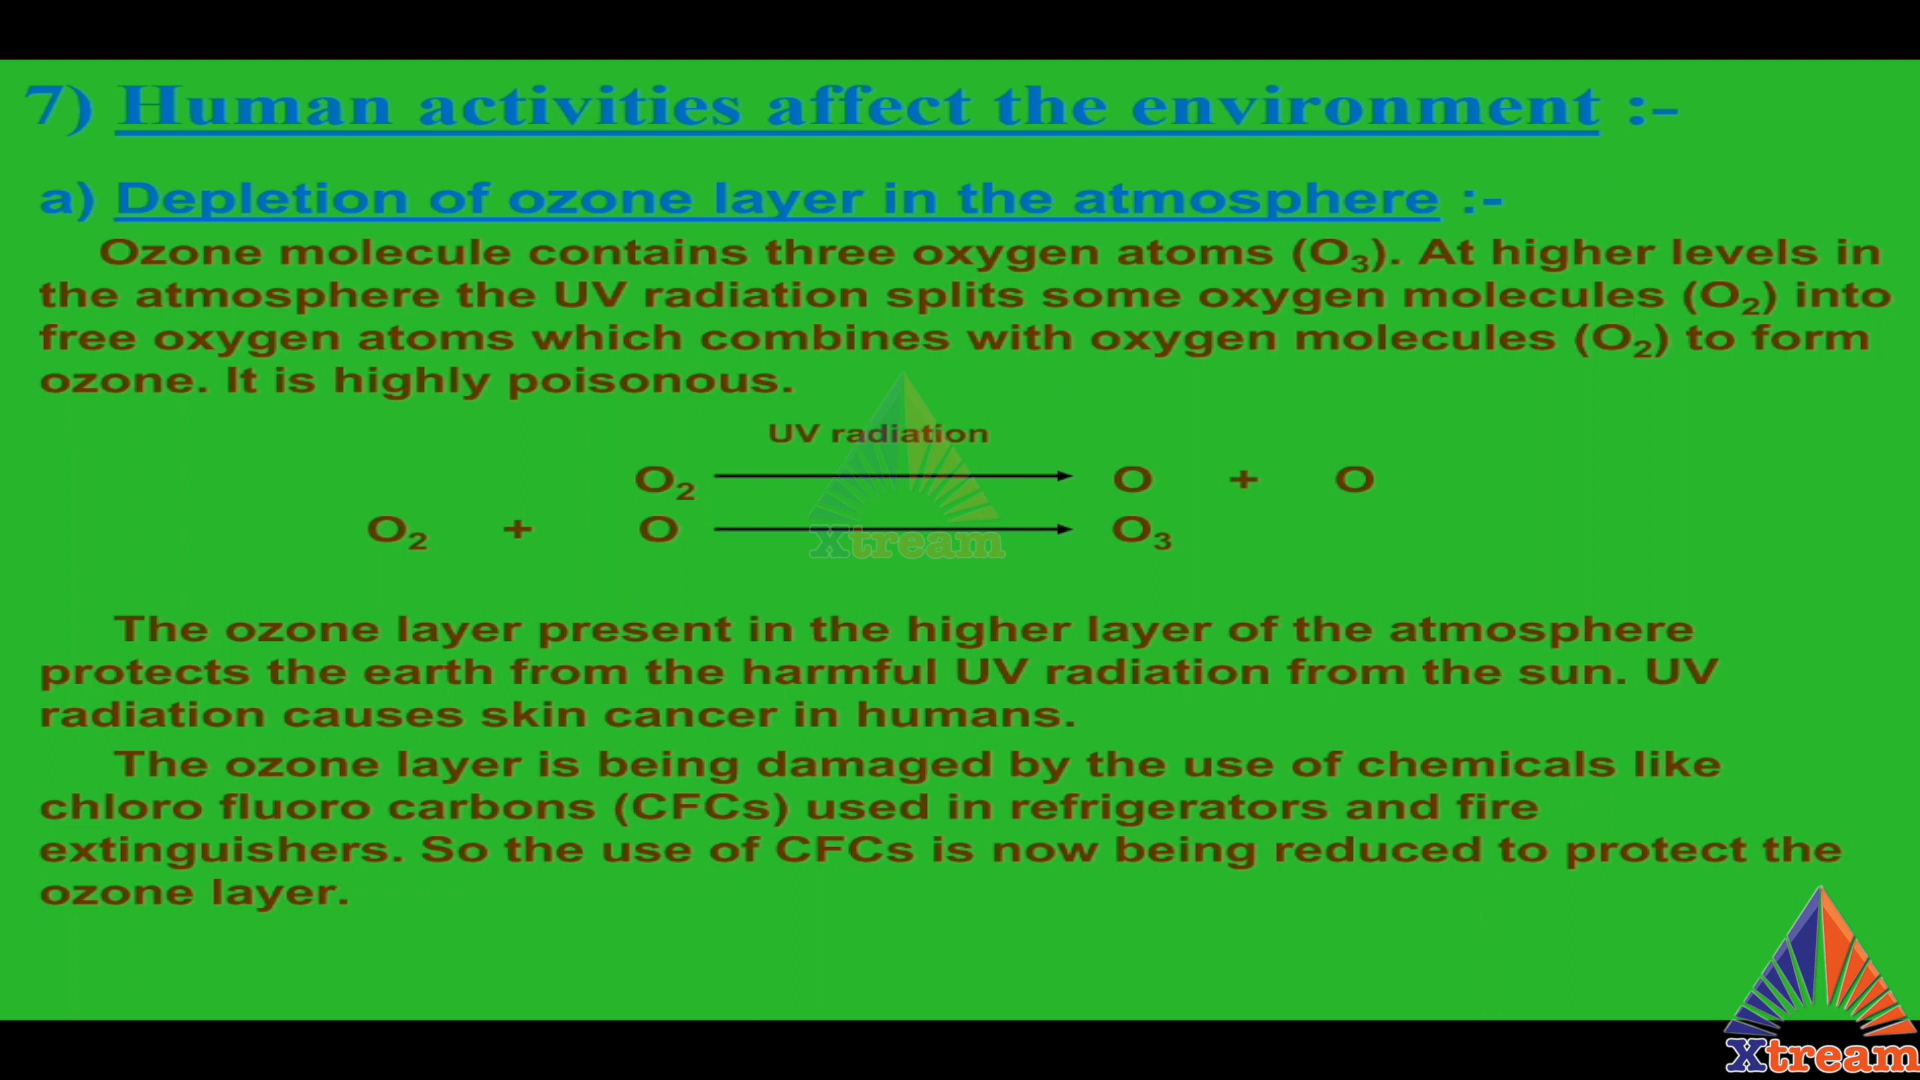 7) Human activities affect the environment :-
a) Depletion of ozone layer in the atmosphere :-
Ozone molecule contains three oxygen atoms (O₃). At higher levels in
the atmosphere the UV radiation splits some oxygen molecules (O₂) into
free oxygen atoms which combines with oxygen molecules (O₂) to form
ozone. It is highly poisonous.
UV radiation
O₂ → O + O
O₂ + O → O₃
Xtream
The ozone layer present in the higher layer of the atmosphere
protects the earth from the harmful UV radiation from the sun. UV
radiation causes skin cancer in humans.
The ozone layer is being damaged by the use of chemicals like
chloro fluoro carbons (CFCs) used in refrigerators and fire
extinguishers. So the use of CFCs is now being reduced to protect the
ozone layer.
Xtream